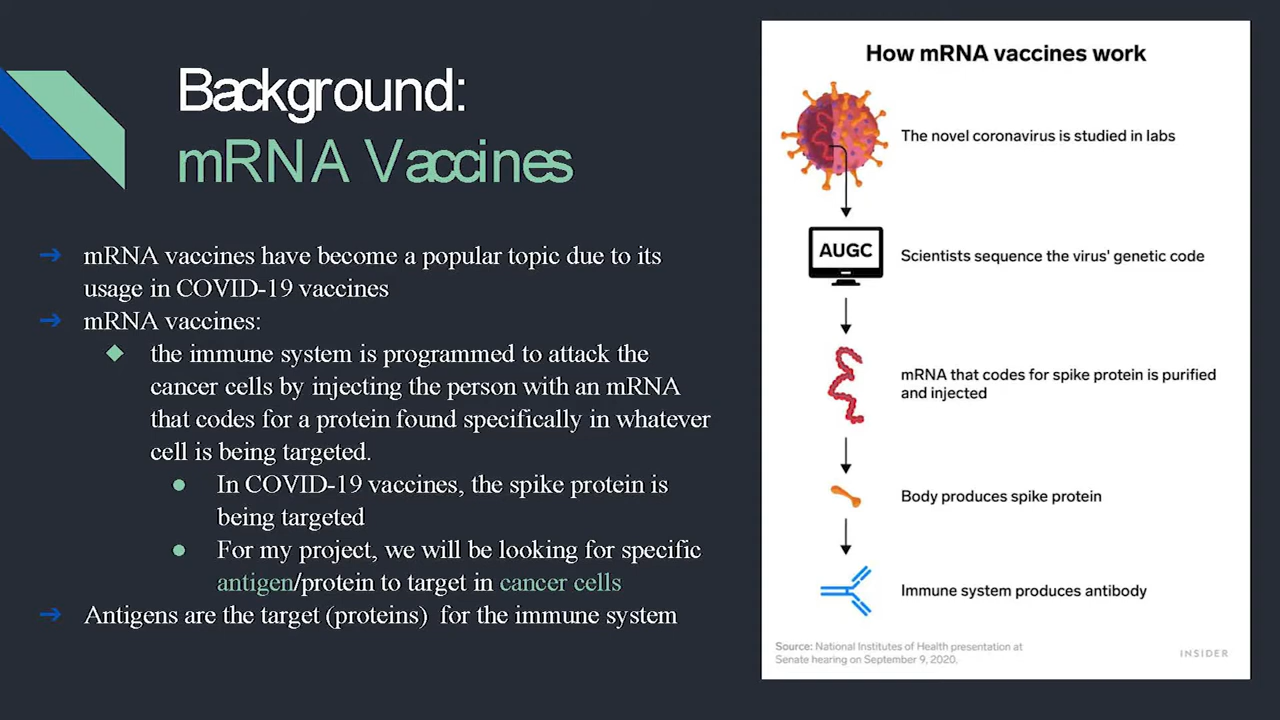 Background:
mRNA Vaccines
mRNA vaccines have become a popular topic due to its
usage in COVID-19 vaccines
mRNA vaccines:
the immune system is programmed to attack the
cancer cells by injecting the person with an mRNA
that codes for a protein found specifically in whatever
cell is being targeted.
In COVID-19 vaccines, the spike protein is
being targeted
For my project, we will be looking for specific
antigen/protein to target in cancer cells
Antigens are the target (proteins) for the immune system
How mRNA vaccines work
The novel coronavirus is studied in labs
AUGC
Scientists sequence the virus' genetic code
mRNA that codes for spike protein is purified
and injected
Body produces spike protein
Immune system produces antibody
Source: National Institutes of Health presentation at
Senate hearing on September 9, 2020.
INSIDER